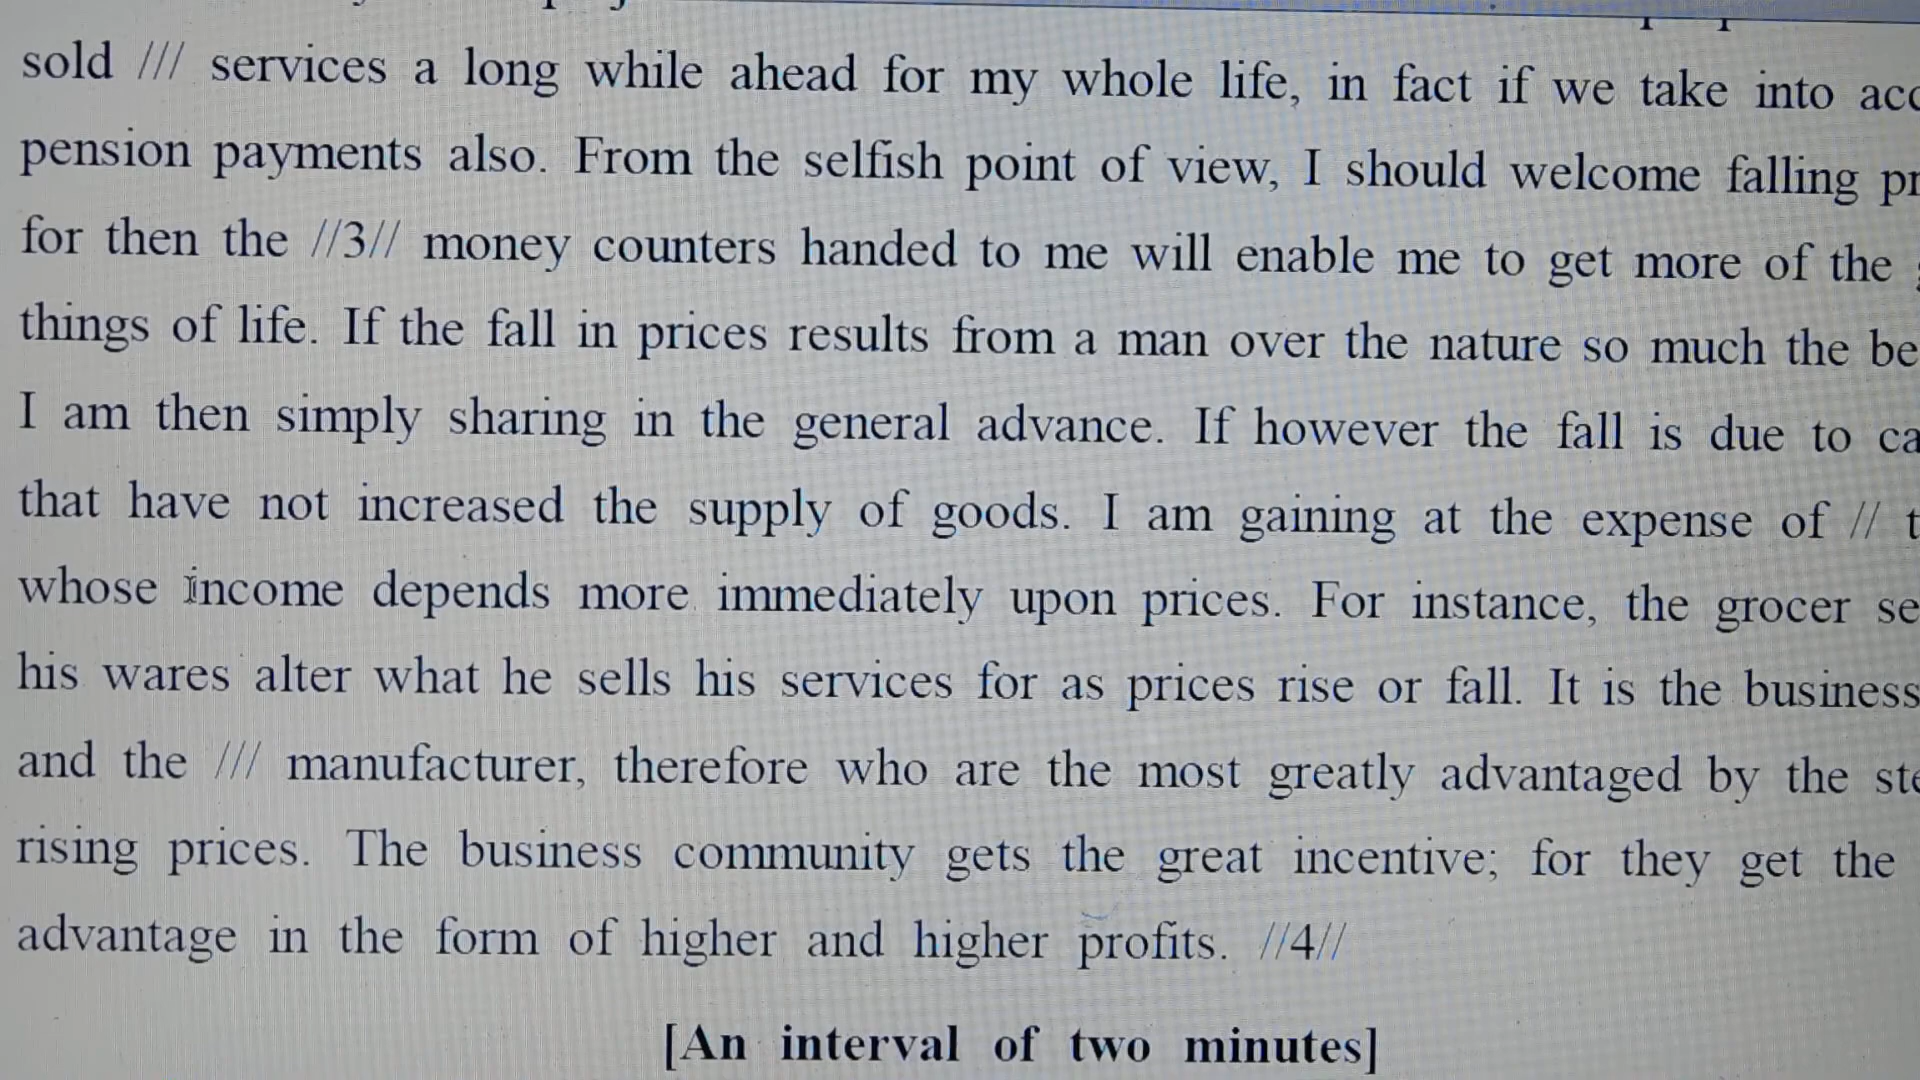 sold /// services a long while ahead for my whole life, in fact if we take into
pension payments also. From the selfish point of view, I should welcome falling
for then the //3// money counters handed to me will enable me to get more of the
things of life. If the fall in prices results from a man over the nature so much the
I am then simply sharing in the general advance. If however the fall is due to
that have not increased the supply of goods. I am gaining at the expense of //
whose income depends more immediately upon prices. For instance, the grocer
his wares alter what he sells his services for as prices rise or fall. It is the business
and the /// manufacturer, therefore who are the most greatly advantaged by the
rising prices. The business community gets the great incentive; for they get the
advantage in the form of higher and higher profits. //4//
[An interval of two minutes]